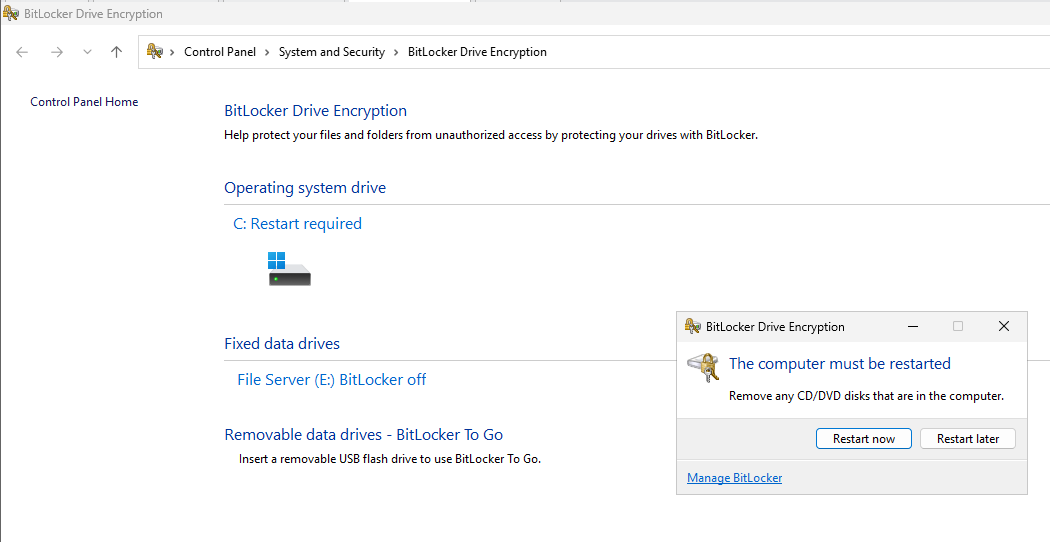 BitLocker Drive Encryption
Control Panel > System and Security > BitLocker Drive Encryption
Control Panel Home
BitLocker Drive Encryption
Help protect your files and folders from unauthorized access by protecting your drives with BitLocker.
Operating system drive
C: Restart required
Fixed data drives
File Server (E:) BitLocker off
Removable data drives - BitLocker To Go
Insert a removable USB flash drive to use BitLocker To Go.
BitLocker Drive Encryption
The computer must be restarted
Remove any CD/DVD disks that are in the computer.
Restart now Restart later
Manage BitLocker